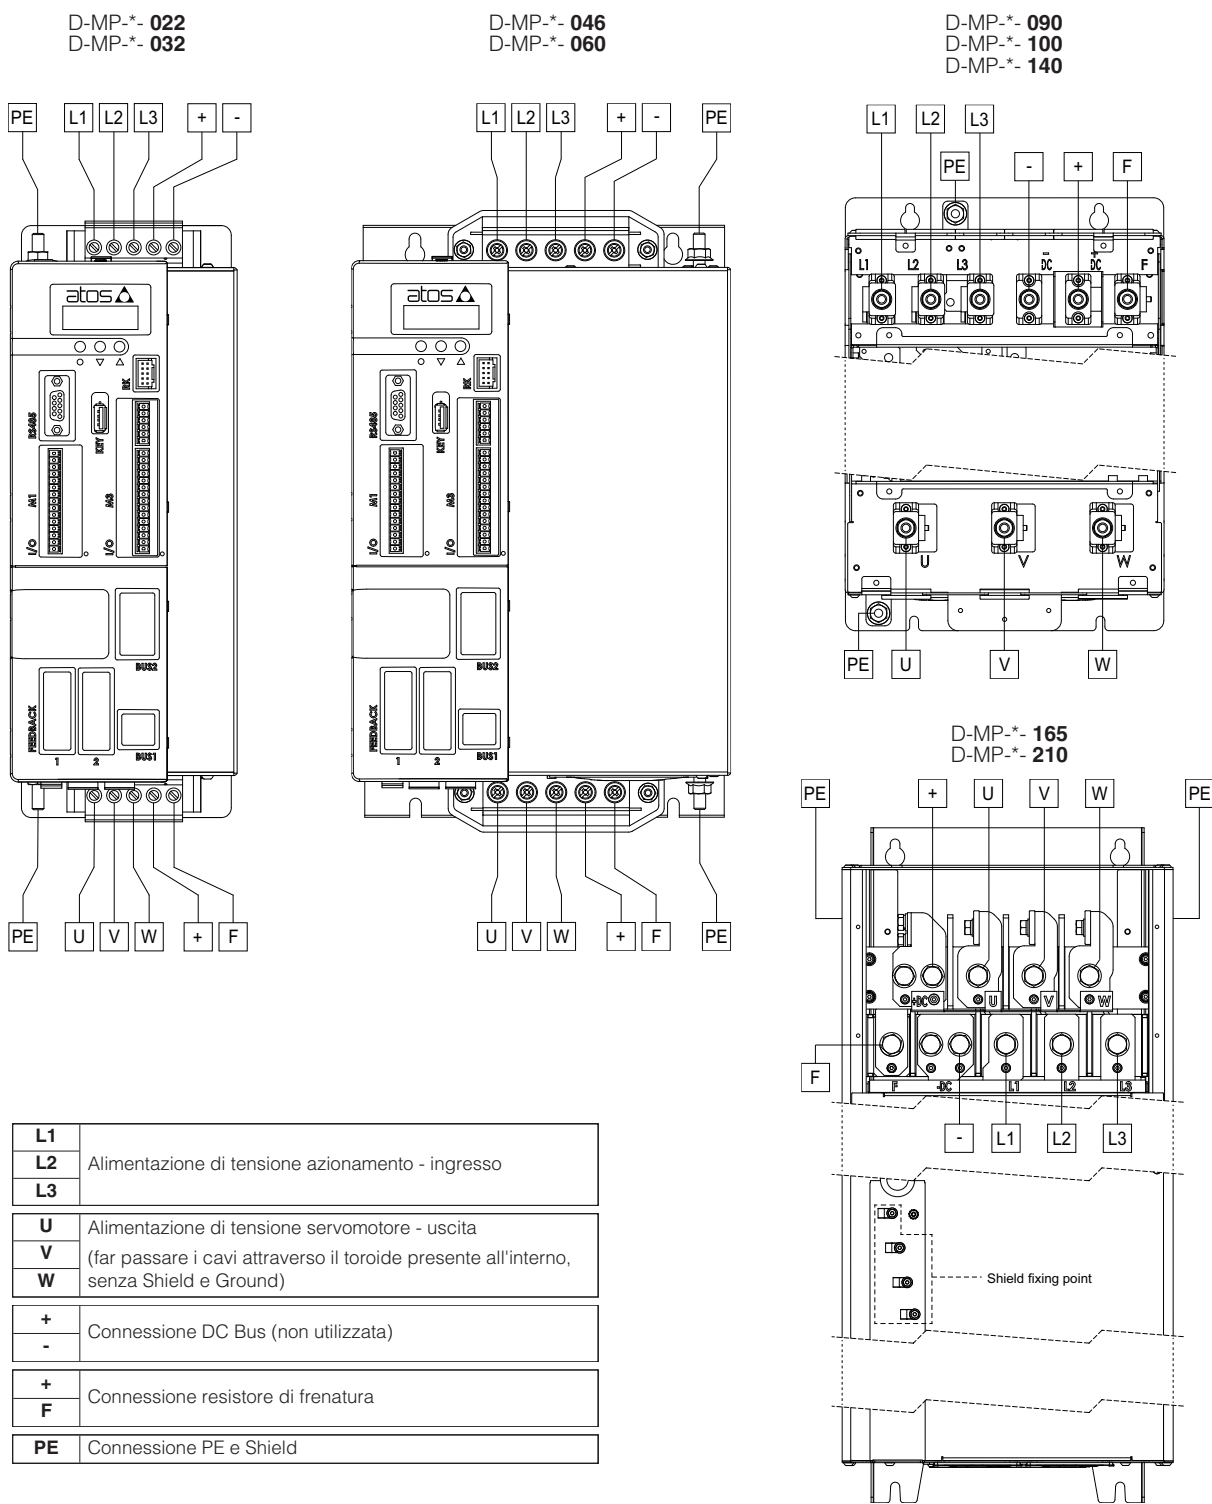 D-MP-*- 022
D-MP-*- 032
PE
L1 L2 L3 + -
atos
RK
RS485
KEY
M1
M3
I/O
I/O
BUS2
FEEDBACK
1 2
BUS1
PE U V W + F
D-MP-*- 046
D-MP-*- 060
L1 L2 L3 + - PE
atos
RK
RS485
KEY
M1
M3
I/O
I/O
BUS2
FEEDBACK
1 2
BUS1
U V W + F PE
D-MP-*- 090
D-MP-*- 100
D-MP-*- 140
L1 L2 L3
PE - + F
L1 L2 L3 - DC + DC F
U V W
PE U V W
D-MP-*- 165
D-MP-*- 210
PE + U V W PE
+DC U V W
F
F -DC L1 L2 L3
- L1 L2 L3
Shield fixing point
L1
L2 Alimentazione di tensione azionamento - ingresso
L3
U Alimentazione di tensione servomotore - uscita
V (far passare i cavi attraverso il toroide presente all'interno,
W senza Shield e Ground)
+
- Connessione DC Bus (non utilizzata)
+
F Connessione resistore di frenatura
PE Connessione PE e Shield